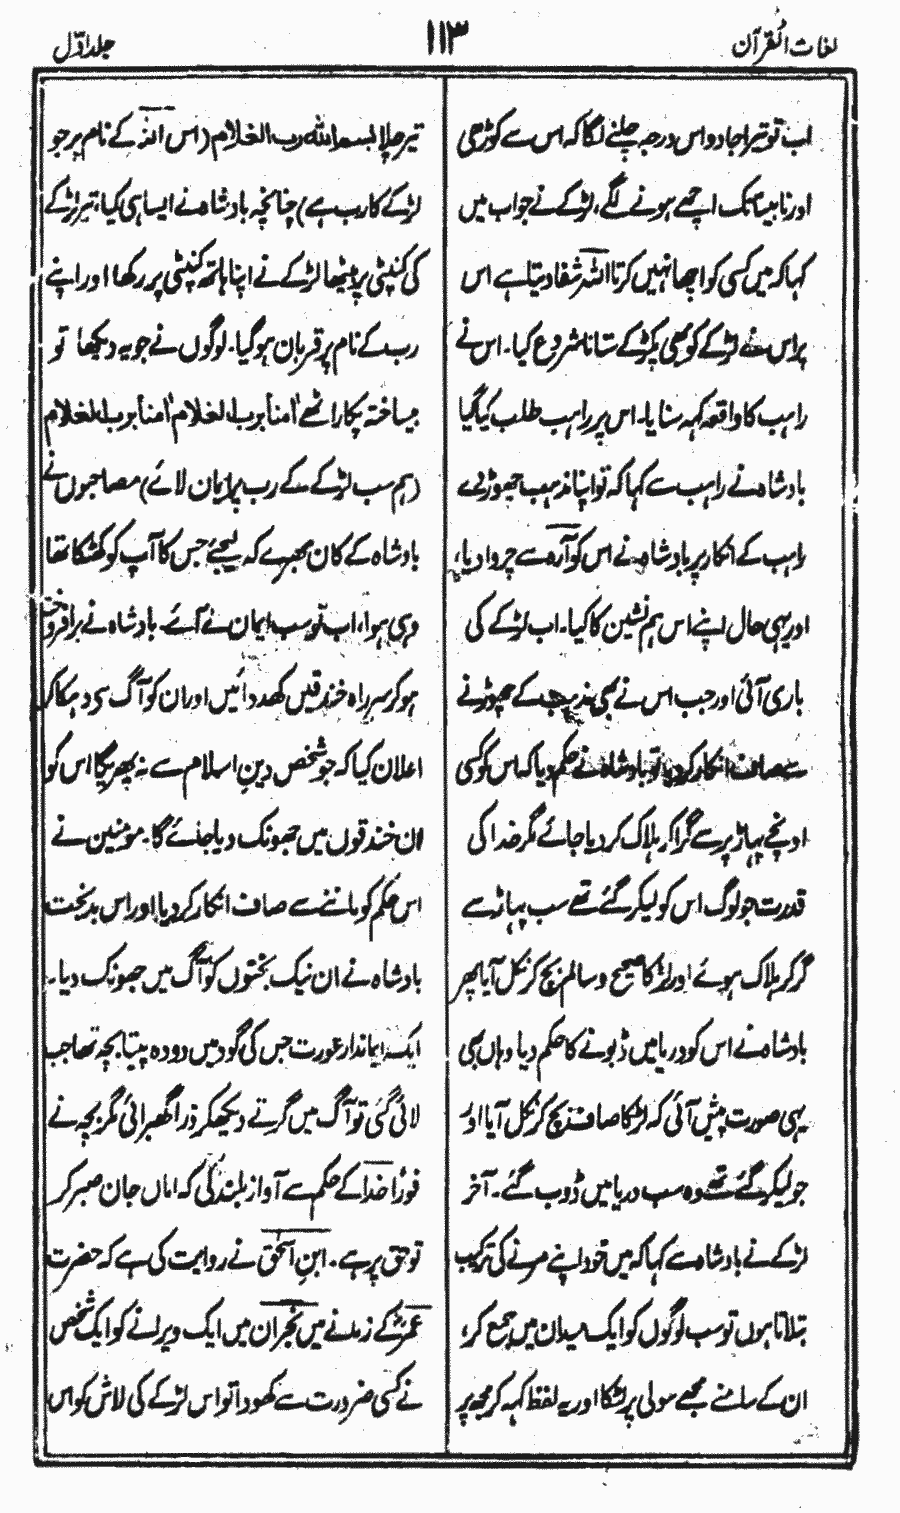 لغات القرآن
۱۱۳
جلد اوّل
اب تو تیرا جادو اس درجہ چلنے لگا کہ اس سے کوڑھی
اور نابینا تک اچھے ہونے لگے، لڑکے نے جواب میں
کہا کہ میں کسی کو اچھا نہیں کرتا اللہ شفا دیتا ہے اس
پر اس نے لڑکے کو بھی پکڑ کے ستانا شروع کیا۔ اس نے
راہب کا واقعہ کہہ سنایا۔ اس پر راہب طلب کیا گیا
بادشاہ نے راہب سے کہا کہ تو اپنا مذہب چھوڑ دے
راہب کے انکار پر بادشاہ نے اس کو آرہ سے چروا دیا،
اور یہی حال اپنے اس ہم نشین کا کیا۔ اب لڑکے کی
باری آئی اور جب اس نے بھی مذہب کے چھوڑنے
سے صاف انکار کردیا تو بادشاہ نے حکم دیا کہ اس کو کسی
اونچے پہاڑ پر سے گرا کر ہلاک کر دیا جائے مگر خدا کی
قدرت جو لوگ اس کو لیکر گئے تھے سب پہاڑ سے
گر کر ہلاک ہوئے اور لڑکا صحیح و سالم بچ کر نکل آیا پھر
بادشاہ نے اس کو دریا میں ڈبونے کا حکم دیا وہاں بھی
یہی صورت پیش آئی کہ لڑکا صاف بچ کر نکل آیا اور
جو لیکر گئے تھے وہ سب دریا میں ڈوب گئے۔ آخر
لڑکے نے بادشاہ سے کہا کہ میں خود اپنے مرنے کی ترکیب
بتلاتا ہوں تو سب لوگوں کو ایک میدان میں جمع کر،
ان کے سامنے مجھے سولی پر لٹکا اور یہ لفظ کہہ کر مجھ پر
تیر چلا بسم اللہ رب الغلام (اس اللہ کے نام پر جو
لڑکے کا رب ہے) چنانچہ بادشاہ نے ایسا ہی کیا، تیر لڑکے
کی کنپٹی پر بیٹھا لڑکے نے اپنا ہاتھ کنپٹی پر رکھا اور اپنے
رب کے نام پر قربان ہو گیا۔ لوگوں نے جو یہ دیکھا تو
بیساختہ پکار اٹھے اٰمنا برب الغلام اٰمنا برب الغلام
(ہم سب لڑکے کے رب پر ایمان لائے) مصاحبوں نے
بادشاہ کے کان بھرے کہ لیجئے جس کا آپ کو کھٹکا تھا
وہی ہوا، اب تو سب ایمان لے آئے۔ بادشاہ نے برافروختہ
ہو کر سرراہ خندقیں کھدوائیں اور ان کو آگ سے دہکا کر
اعلان کیا کہ جو شخص دینِ اسلام سے نہ پھریگا اس کو
ان خندقوں میں جھونک دیا جائے گا۔ مومنین نے
اس حکم کو ماننے سے صاف انکار کردیا اور اس بدبخت
بادشاہ نے ان نیک بختوں کو آگ میں جھونک دیا۔
ایک ایماندار عورت جس کی گود میں دودھ پیتا بچہ تھا جب
لائی گئی تو آگ میں گرتے دیکھکر ذرا گھبرائی مگر بچہ نے
فوراً خدا کے حکم سے آواز بلند کی کہ اماں جان صبر کر
تو حق پر ہے۔ ابن اسحٰق نے روایت کی ہے کہ حضرت
عمرؓ کے زمانے میں نجران میں ایک ویرانے کو ایک شخص
نے کسی ضرورت سے کھودا تو اس لڑکے کی لاش کو اس